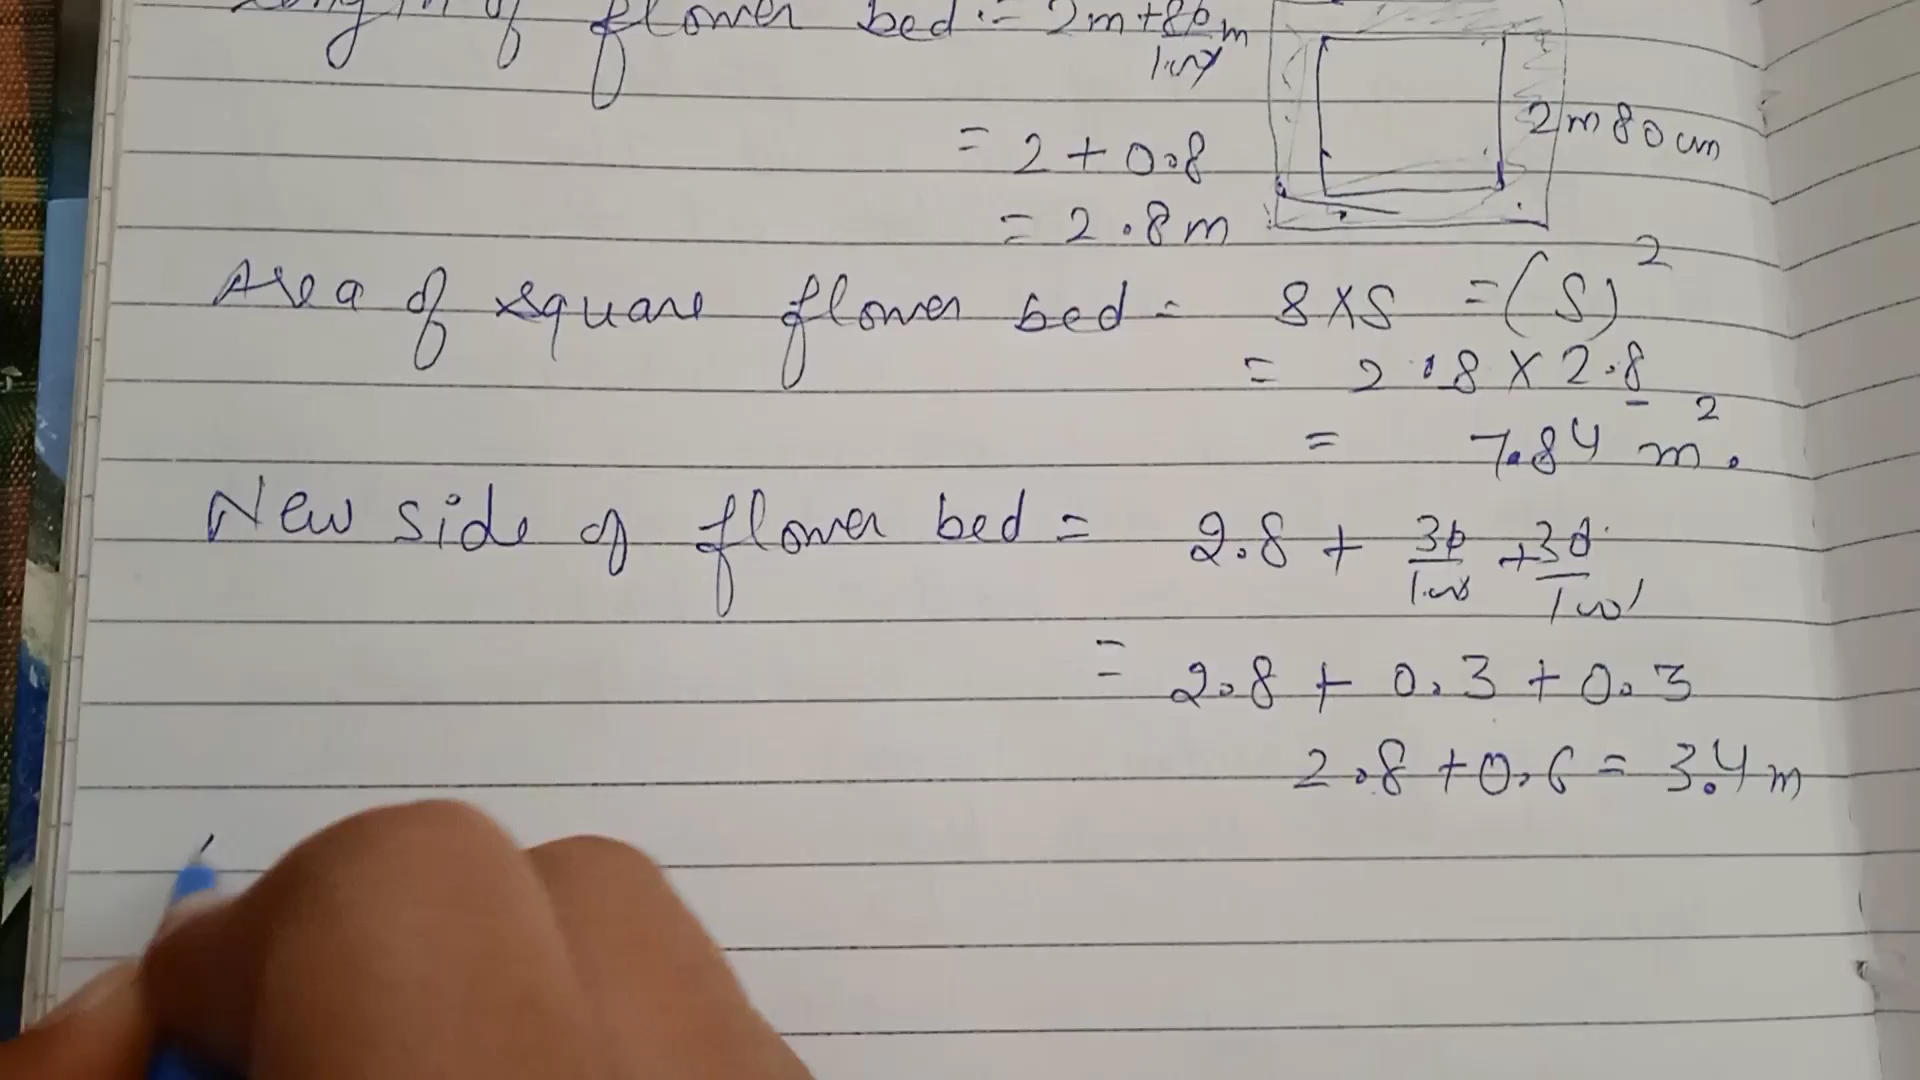 Length of flower bed := 2m + 80/100 m
2m 80 cm
= 2 + 0.8
= 2.8 m
Area of square flower bed = S × S = (S)²
= 2.8 × 2.8
= 7.84 m².
New side of flower bed = 2.8 + 30/100 + 30/100
= 2.8 + 0.3 + 0.3
2.8 + 0.6 = 3.4 m